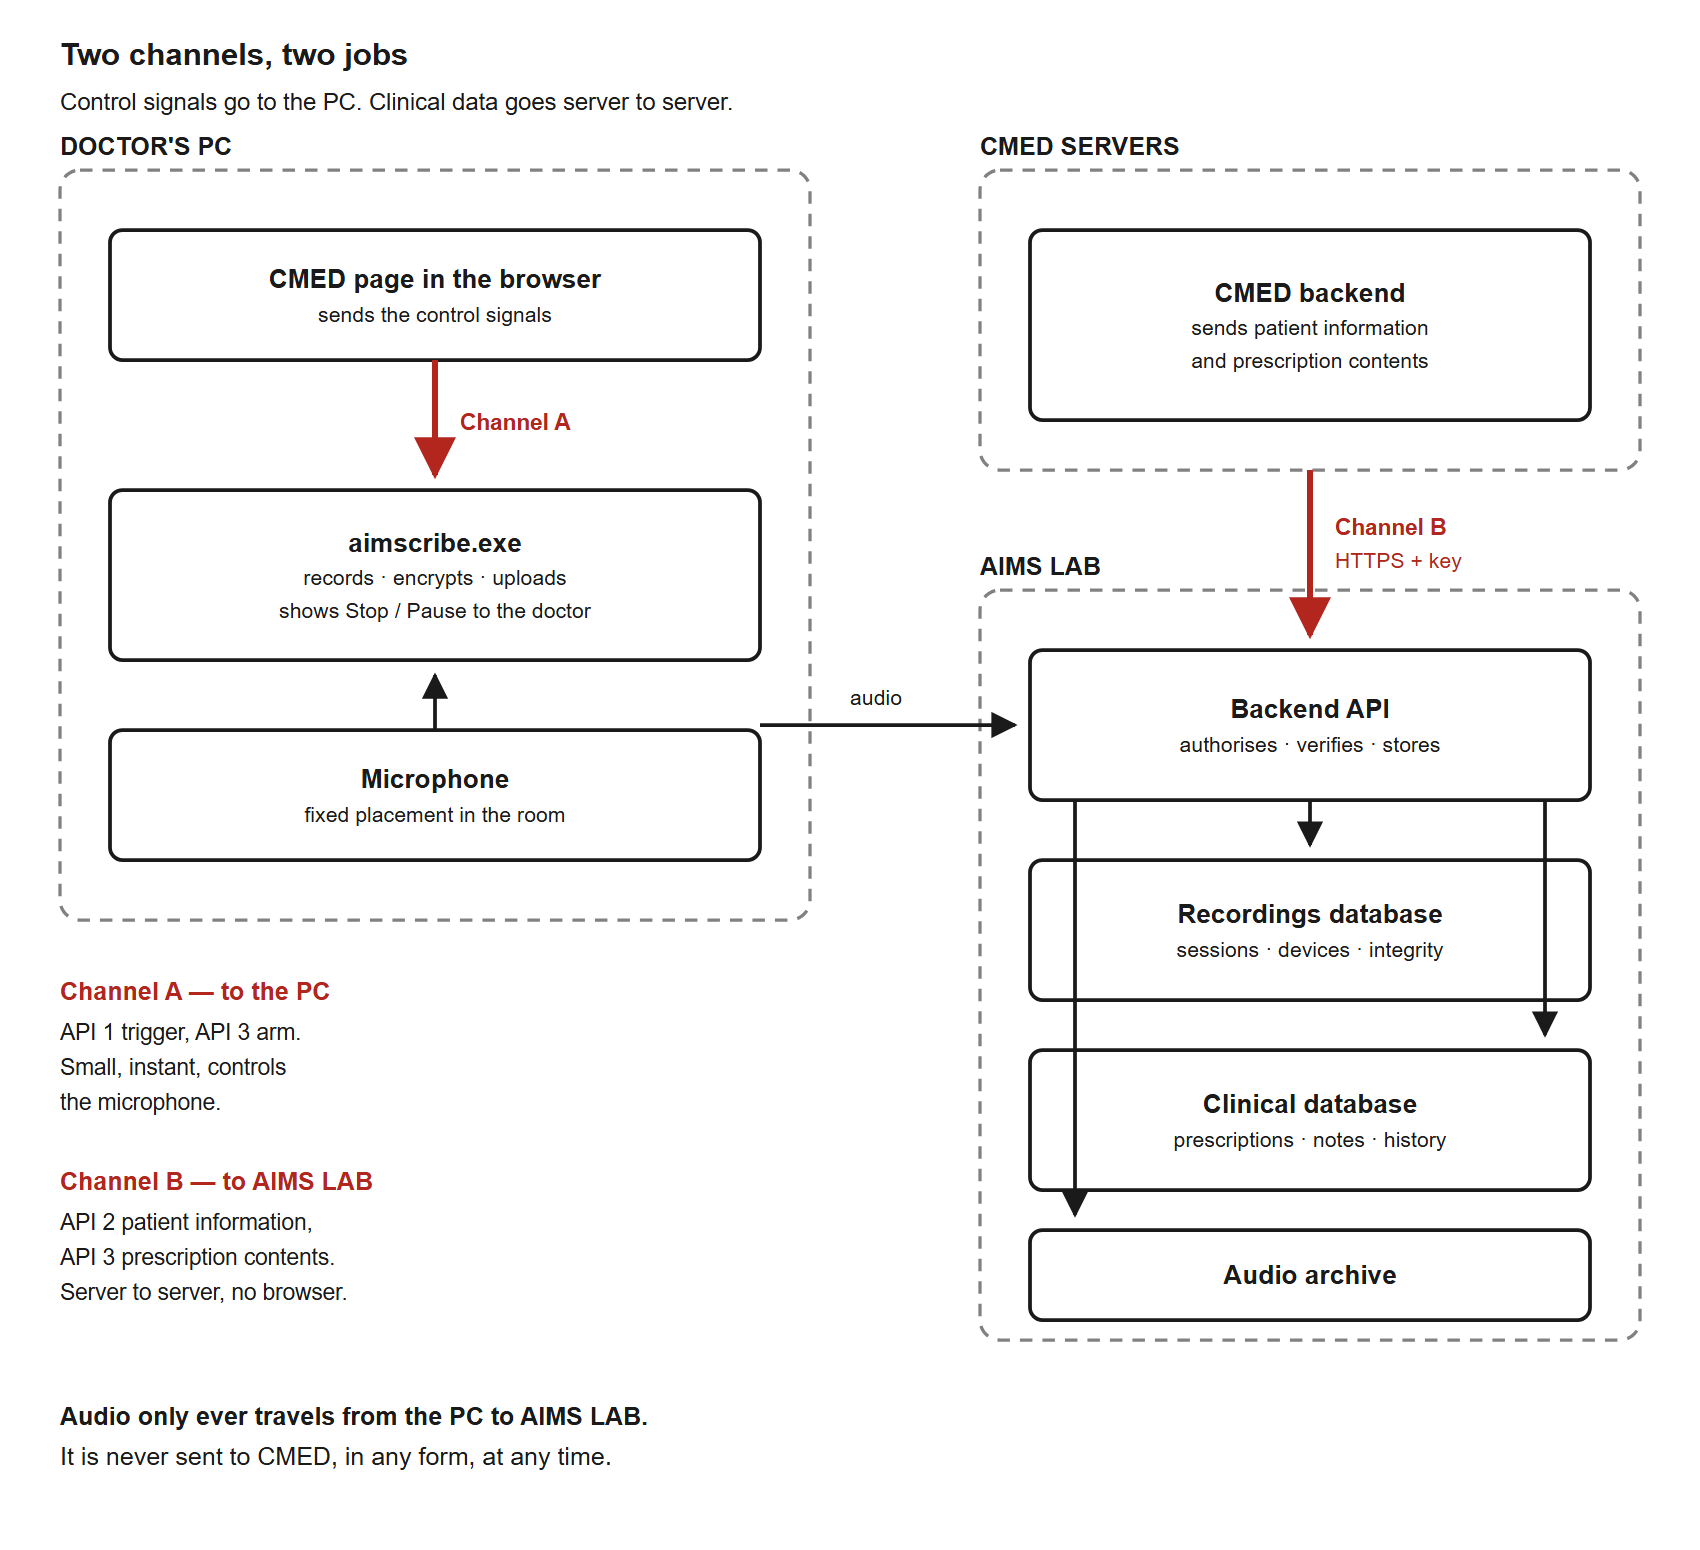 Two channels, two jobs
Control signals go to the PC. Clinical data goes server to server.
DOCTOR'S PC
CMED page in the browser
sends the control signals
Channel A
aimscribe.exe
records · encrypts · uploads
shows Stop / Pause to the doctor
Microphone
fixed placement in the room
audio
CMED SERVERS
CMED backend
sends patient information
and prescription contents
Channel B
HTTPS + key
AIMS LAB
Backend API
authorises · verifies · stores
Recordings database
sessions · devices · integrity
Clinical database
prescriptions · notes · history
Audio archive
Channel A — to the PC
API 1 trigger, API 3 arm.
Small, instant, controls
the microphone.
Channel B — to AIMS LAB
API 2 patient information,
API 3 prescription contents.
Server to server, no browser.
Audio only ever travels from the PC to AIMS LAB.
It is never sent to CMED, in any form, at any time.